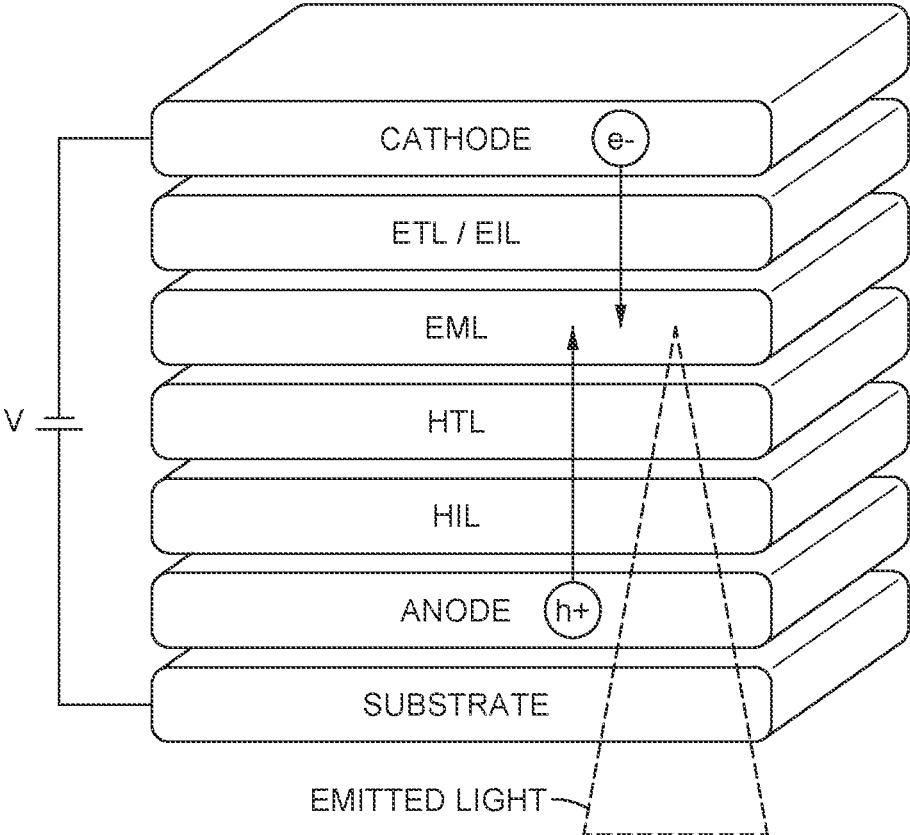 CATHODE e-
ETL / EIL
EML
V
HTL
HIL
ANODE h+
SUBSTRATE
EMITTED LIGHT